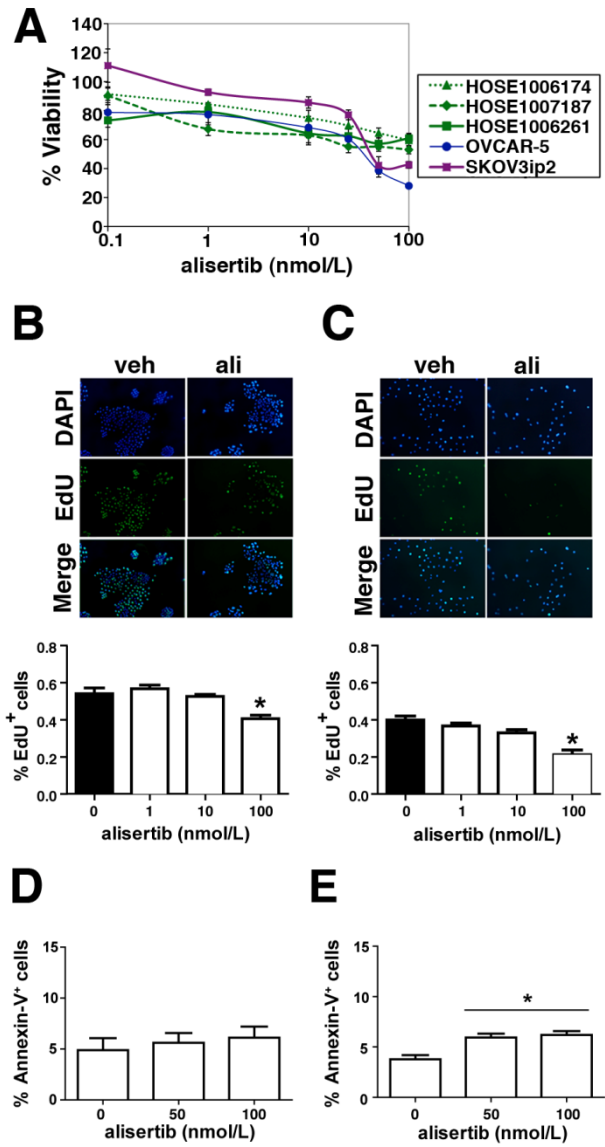 A
140
120
100
80
60
40
20
0
% Viability
0.1 1 10 100
alisertib (nmol/L)
HOSE1006174
HOSE1007187
HOSE1006261
OVCAR-5
SKOV3ip2
B
veh ali
DAPI
EdU
Merge
0.8
0.6
0.4
0.2
0.0
% EdU+ cells
*
0 1 10 100
alisertib (nmol/L)
C
veh ali
DAPI
EdU
Merge
0.8
0.6
0.4
0.2
0.0
% EdU+ cells
*
0 1 10 100
alisertib (nmol/L)
D
15
10
5
0
% Annexin-V+ cells
0 50 100
alisertib (nmol/L)
E
15
10
5
0
% Annexin-V+ cells
*
0 50 100
alisertib (nmol/L)